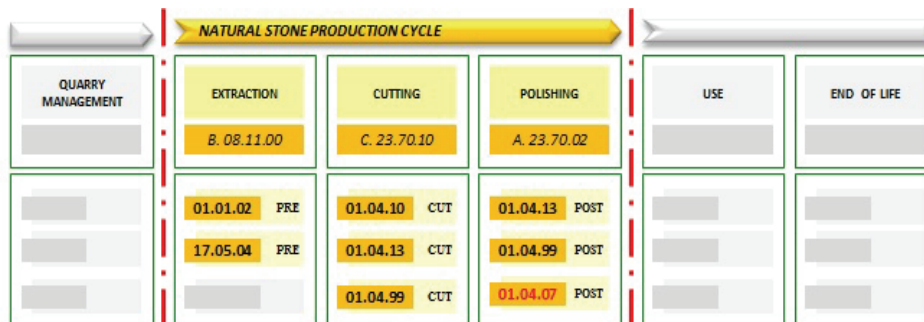 NATURAL STONE PRODUCTION CYCLE
QUARRY
MANAGEMENT
EXTRACTION
CUTTING
POLISHING
USE
END OF LIFE
B. 08.11.00
C. 23.70.10
A. 23.70.02
01.01.02 PRE
01.04.10 CUT
01.04.13 POST
17.05.04 PRE
01.04.13 CUT
01.04.99 POST
01.04.99 CUT
01.04.07 POST